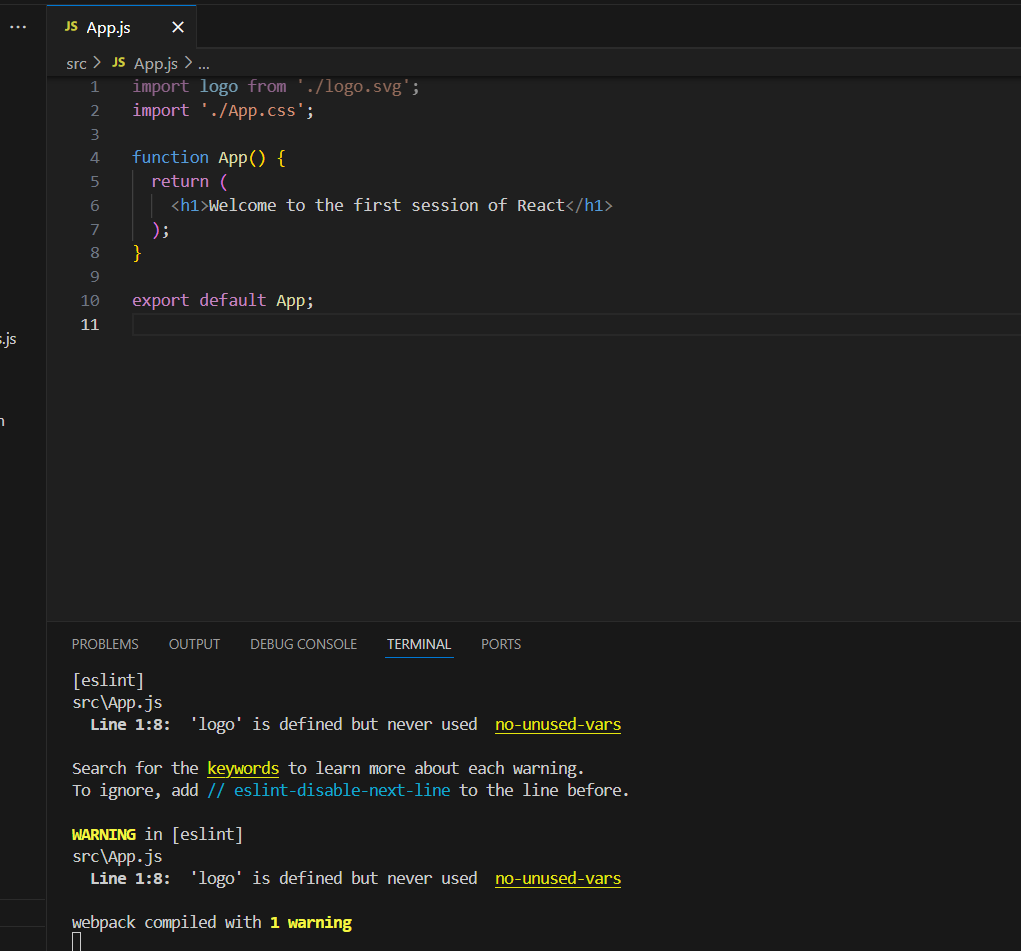 ...
JS App.js ×
src > JS App.js > ...
1 import logo from './logo.svg';
2 import './App.css';
3
4 function App() {
5   return (
6     <h1>Welcome to the first session of React</h1>
7   );
8 }
9
10 export default App;
11
s.js
n
PROBLEMS OUTPUT DEBUG CONSOLE TERMINAL PORTS
[eslint]
src\App.js
  Line 1:8:  'logo' is defined but never used  no-unused-vars
Search for the keywords to learn more about each warning.
To ignore, add // eslint-disable-next-line to the line before.
WARNING in [eslint]
src\App.js
  Line 1:8:  'logo' is defined but never used  no-unused-vars
webpack compiled with 1 warning